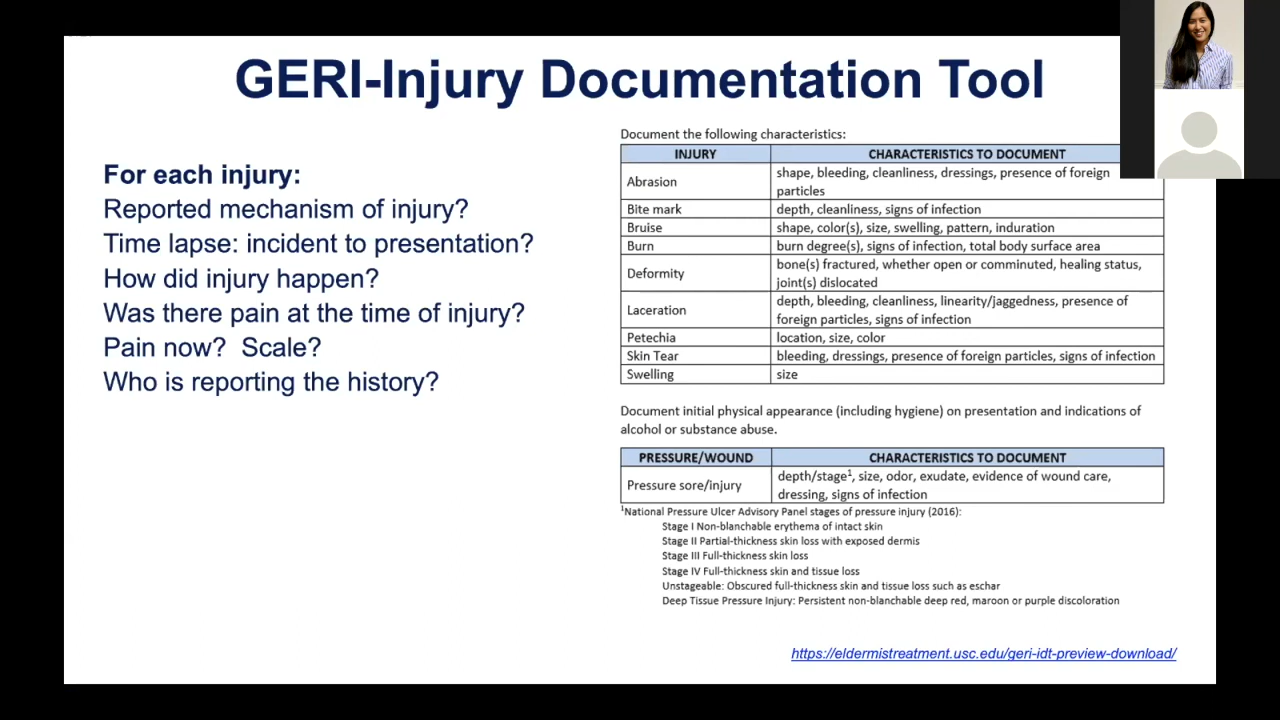 GERI-Injury Documentation Tool
For each injury:
Reported mechanism of injury?
Time lapse: incident to presentation?
How did injury happen?
Was there pain at the time of injury?
Pain now?  Scale?
Who is reporting the history?
Document the following characteristics:
INJURY CHARACTERISTICS TO DOCUMENT
Abrasion shape, bleeding, cleanliness, dressings, presence of foreign
particles
Bite mark depth, cleanliness, signs of infection
Bruise shape, color(s), size, swelling, pattern, induration
Burn burn degree(s), signs of infection, total body surface area
Deformity bone(s) fractured, whether open or comminuted, healing status,
joint(s) dislocated
Laceration depth, bleeding, cleanliness, linearity/jaggedness, presence of
foreign particles, signs of infection
Petechia location, size, color
Skin Tear bleeding, dressings, presence of foreign particles, signs of infection
Swelling size
Document initial physical appearance (including hygiene) on presentation and indications of
alcohol or substance abuse.
PRESSURE/WOUND CHARACTERISTICS TO DOCUMENT
Pressure sore/injury depth/stage¹, size, odor, exudate, evidence of wound care,
dressing, signs of infection
¹National Pressure Ulcer Advisory Panel stages of pressure injury (2016):
Stage I Non-blanchable erythema of intact skin
Stage II Partial-thickness skin loss with exposed dermis
Stage III Full-thickness skin loss
Stage IV Full-thickness skin and tissue loss
Unstageable: Obscured full-thickness skin and tissue loss such as eschar
Deep Tissue Pressure Injury: Persistent non-blanchable deep red, maroon or purple discoloration
https://eldermistreatment.usc.edu/geri-idt-preview-download/